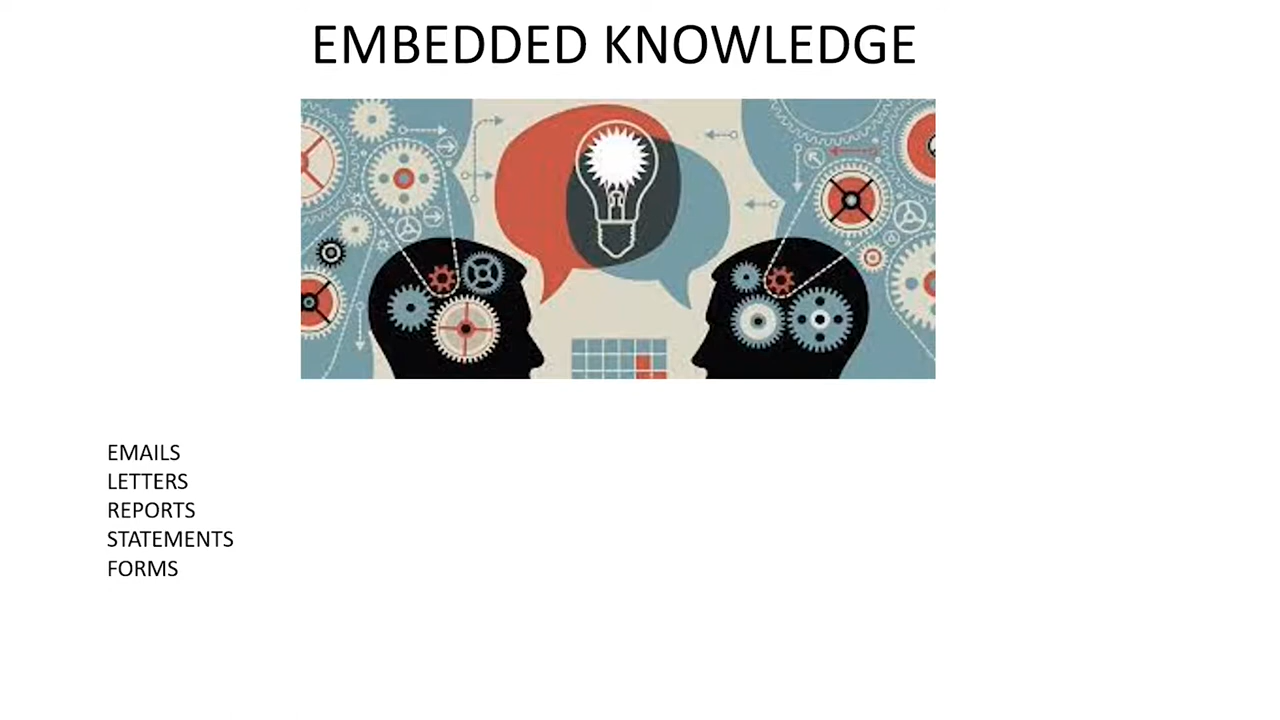 EMBEDDED KNOWLEDGE
EMAILS
LETTERS
REPORTS
STATEMENTS
FORMS